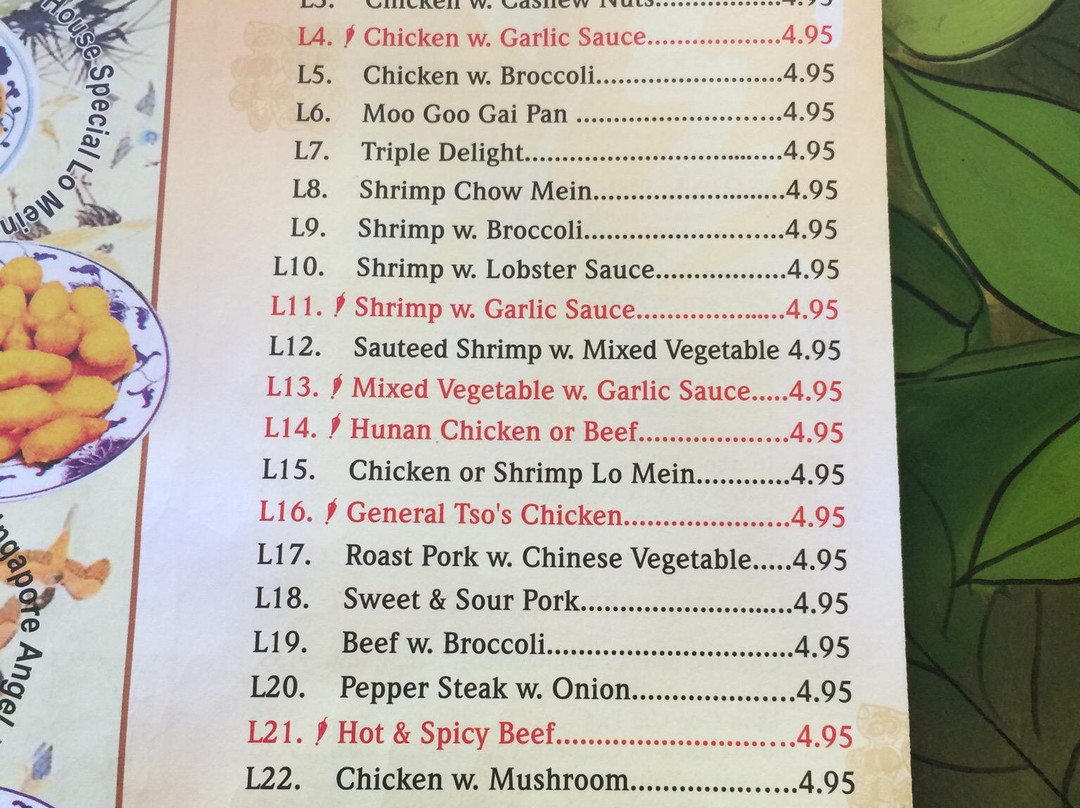 House Special Lo Mein
L3. Chicken w. Cashew Nuts................4.95
L4. Chicken w. Garlic Sauce..................4.95
L5. Chicken w. Broccoli.........................4.95
L6. Moo Goo Gai Pan ...........................4.95
L7. Triple Delight..................................4.95
L8. Shrimp Chow Mein.........................4.95
L9. Shrimp w. Broccoli..........................4.95
L10. Shrimp w. Lobster Sauce.................4.95
L11. Shrimp w. Garlic Sauce....................4.95
L12. Sauteed Shrimp w. Mixed Vegetable 4.95
L13. Mixed Vegetable w. Garlic Sauce.....4.95
L14. Hunan Chicken or Beef....................4.95
L15. Chicken or Shrimp Lo Mein............4.95
L16. General Tso's Chicken......................4.95
L17. Roast Pork w. Chinese Vegetable.....4.95
L18. Sweet & Sour Pork............................4.95
L19. Beef w. Broccoli................................4.95
L20. Pepper Steak w. Onion.....................4.95
L21. Hot & Spicy Beef...............................4.95
L22. Chicken w. Mushroom.....................4.95